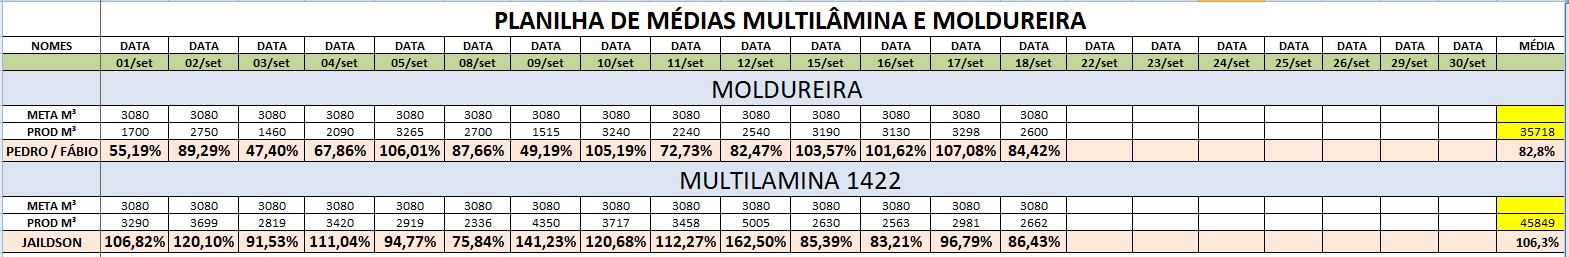 PLANILHA DE MÉDIAS MULTILÂMINA E MOLDUREIRA
NOMES DATA DATA DATA DATA DATA DATA DATA DATA DATA DATA DATA DATA DATA DATA DATA DATA DATA DATA DATA DATA DATA MÉDIA
01/set 02/set 03/set 04/set 05/set 08/set 09/set 10/set 11/set 12/set 15/set 16/set 17/set 18/set 22/set 23/set 24/set 25/set 26/set 29/set 30/set
MOLDUREIRA
META M³ 3080 3080 3080 3080 3080 3080 3080 3080 3080 3080 3080 3080 3080 3080
PROD M³ 1700 2750 1460 2090 3265 2700 1515 3240 2240 2540 3190 3130 3298 2600 35718
PEDRO / FÁBIO 55,19% 89,29% 47,40% 67,86% 106,01% 87,66% 49,19% 105,19% 72,73% 82,47% 103,57% 101,62% 107,08% 84,42% 82,8%
MULTILAMINA 1422
META M³ 3080 3080 3080 3080 3080 3080 3080 3080 3080 3080 3080 3080 3080 3080
PROD M³ 3290 3699 2819 3420 2919 2336 4350 3717 3458 5005 2630 2563 2981 2662 45849
JAILDSON 106,82% 120,10% 91,53% 111,04% 94,77% 75,84% 141,23% 120,68% 112,27% 162,50% 85,39% 83,21% 96,79% 86,43% 106,3%